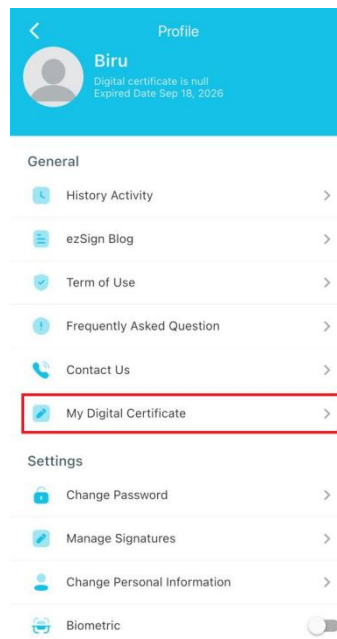 Profile
Biru
Digital certificate is null
Expired Date Sep 18, 2026
General
History Activity
ezSign Blog
Term of Use
Frequently Asked Question
Contact Us
My Digital Certificate
Settings
Change Password
Manage Signatures
Change Personal Information
Biometric